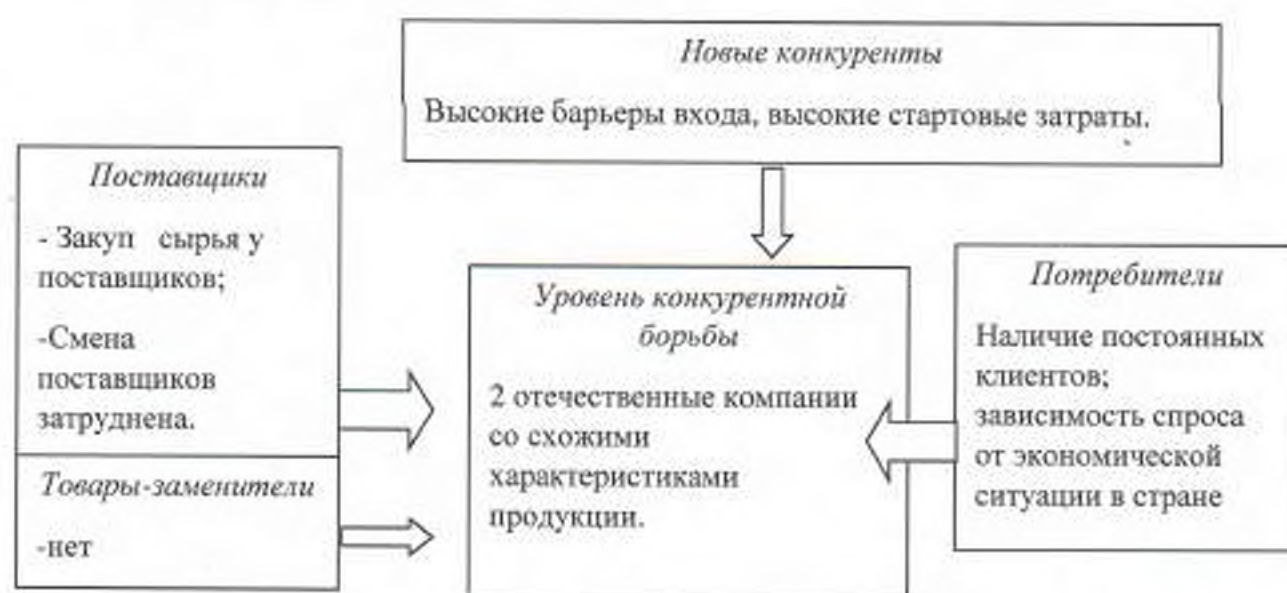 Новые конкуренты
Высокие барьеры входа, высокие стартовые затраты.
Поставщики
- Закуп сырья у
поставщиков;
-Смена
поставщиков
затруднена.
Товары-заменители
-нет
Уровень конкурентной
борьбы
2 отечественные компании
со схожими
характеристиками
продукции.
Потребители
Наличие постоянных
клиентов;
зависимость спроса
от экономической
ситуации в стране